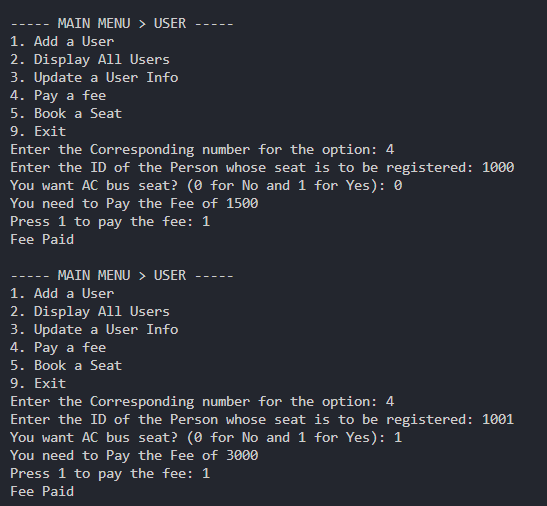 ----- MAIN MENU > USER -----
1. Add a User
2. Display All Users
3. Update a User Info
4. Pay a fee
5. Book a Seat
9. Exit
Enter the Corresponding number for the option: 4
Enter the ID of the Person whose seat is to be registered: 1000
You want AC bus seat? (0 for No and 1 for Yes): 0
You need to Pay the Fee of 1500
Press 1 to pay the fee: 1
Fee Paid

----- MAIN MENU > USER -----
1. Add a User
2. Display All Users
3. Update a User Info
4. Pay a fee
5. Book a Seat
9. Exit
Enter the Corresponding number for the option: 4
Enter the ID of the Person whose seat is to be registered: 1001
You want AC bus seat? (0 for No and 1 for Yes): 1
You need to Pay the Fee of 3000
Press 1 to pay the fee: 1
Fee Paid